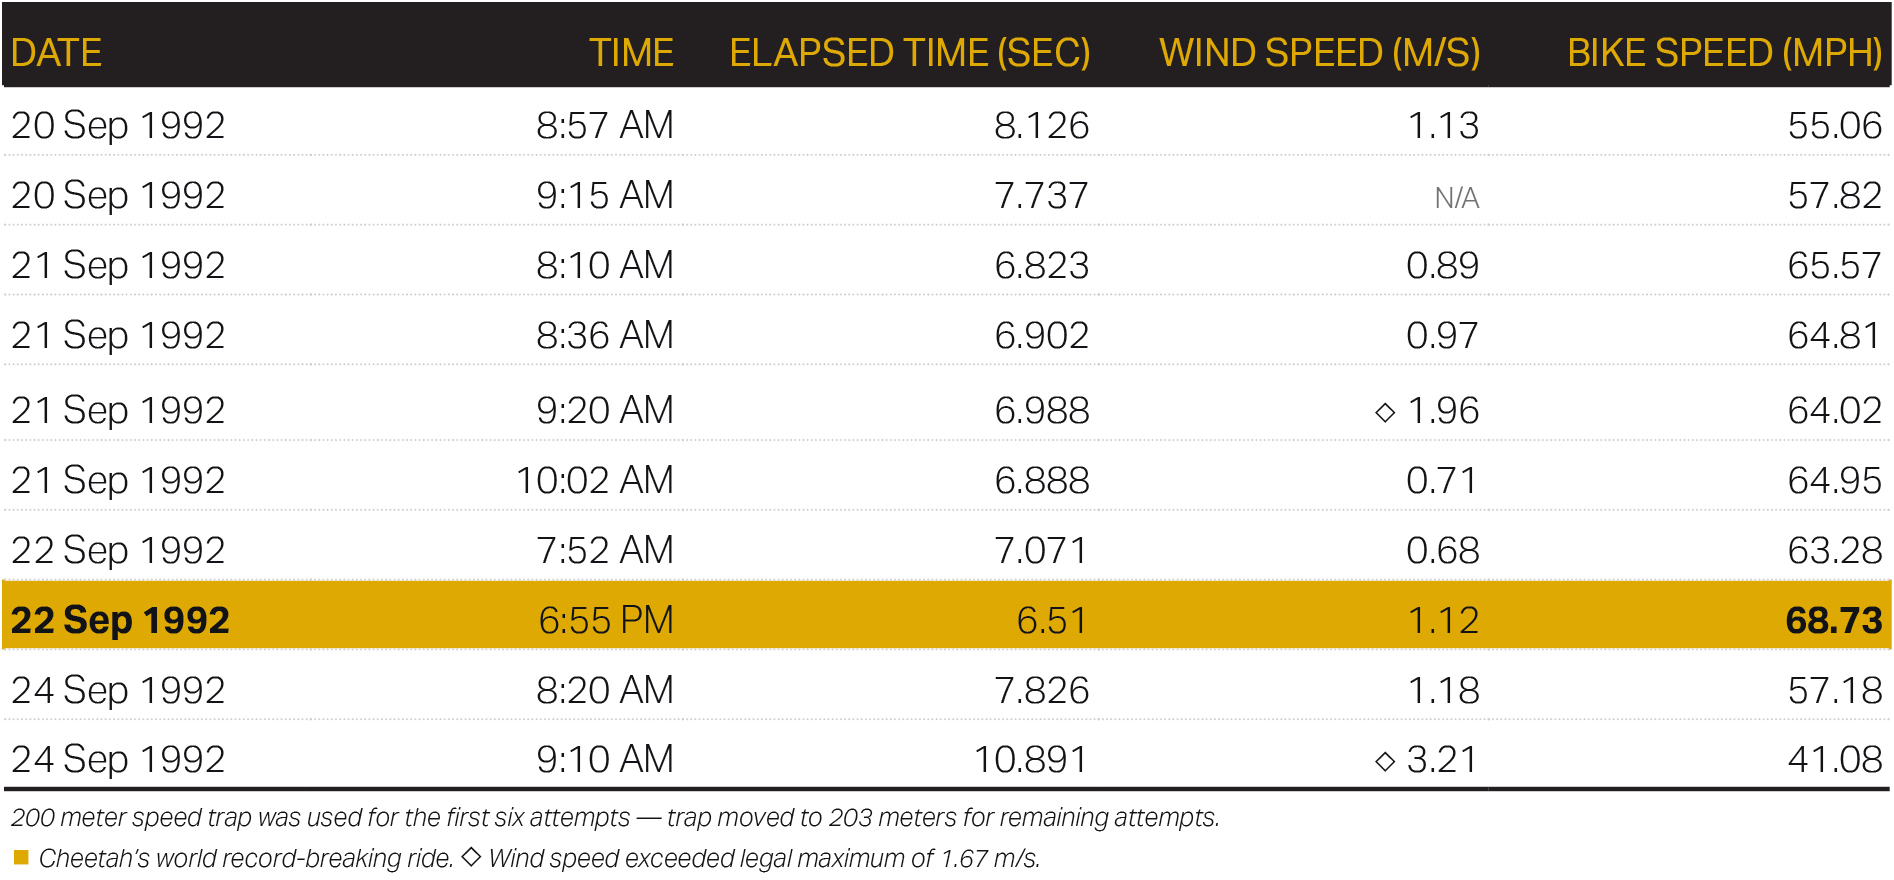 DATE TIME ELAPSED TIME (SEC) WIND SPEED (M/S) BIKE SPEED (MPH)
20 Sep 1992 8:57 AM 8.126 1.13 55.06
20 Sep 1992 9:15 AM 7.737 N/A 57.82
21 Sep 1992 8:10 AM 6.823 0.89 65.57
21 Sep 1992 8:36 AM 6.902 0.97 64.81
21 Sep 1992 9:20 AM 6.988 ◇ 1.96 64.02
21 Sep 1992 10:02 AM 6.888 0.71 64.95
22 Sep 1992 7:52 AM 7.071 0.68 63.28
22 Sep 1992 6:55 PM 6.51 1.12 68.73
24 Sep 1992 8:20 AM 7.826 1.18 57.18
24 Sep 1992 9:10 AM 10.891 ◇ 3.21 41.08
200 meter speed trap was used for the first six attempts — trap moved to 203 meters for remaining attempts.
■ Cheetah's world record-breaking ride. ◇ Wind speed exceeded legal maximum of 1.67 m/s.